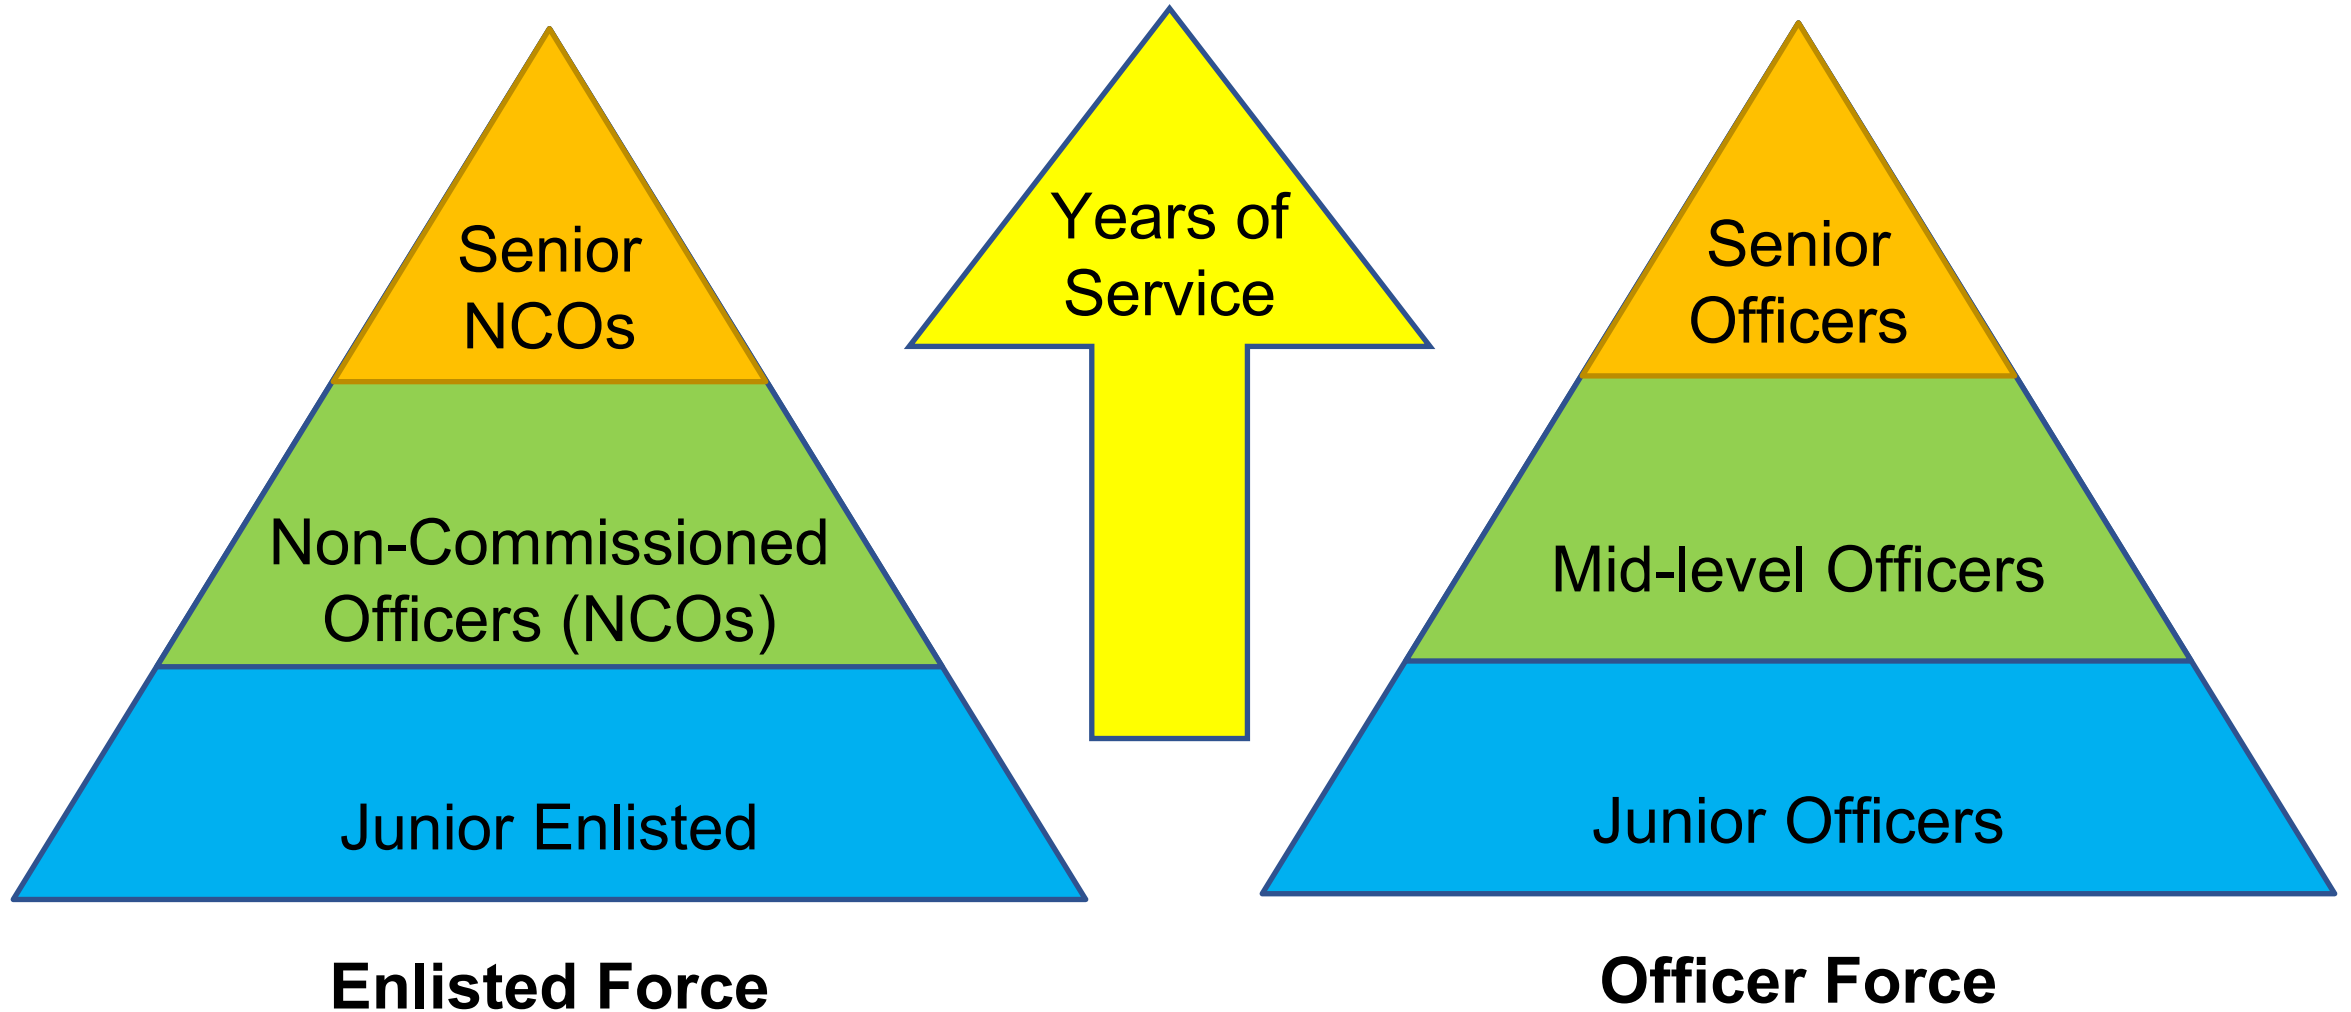 Senior
NCOs
Non-Commissioned
Officers (NCOs)
Junior Enlisted
Enlisted Force
Years of
Service
Senior
Officers
Mid-level Officers
Junior Officers
Officer Force